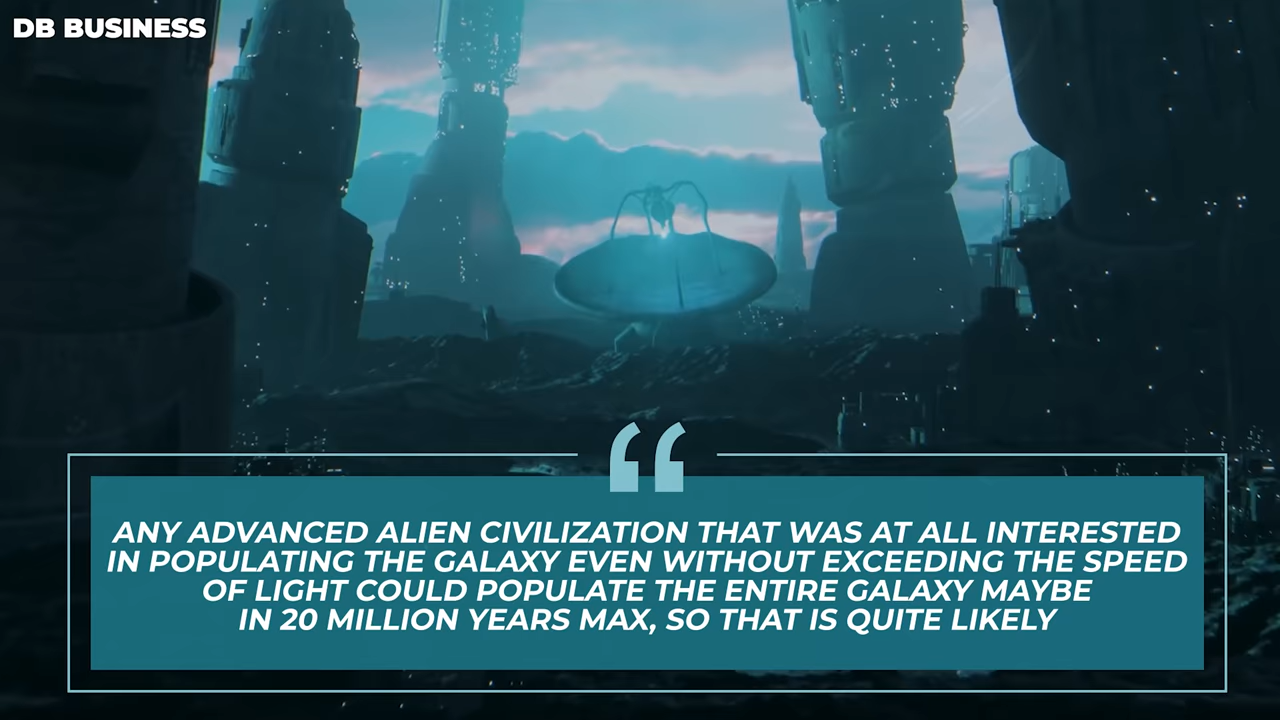 DB BUSINESS
“
ANY ADVANCED ALIEN CIVILIZATION THAT WAS AT ALL INTERESTED
IN POPULATING THE GALAXY EVEN WITHOUT EXCEEDING THE SPEED
OF LIGHT COULD POPULATE THE ENTIRE GALAXY MAYBE
IN 20 MILLION YEARS MAX, SO THAT IS QUITE LIKELY